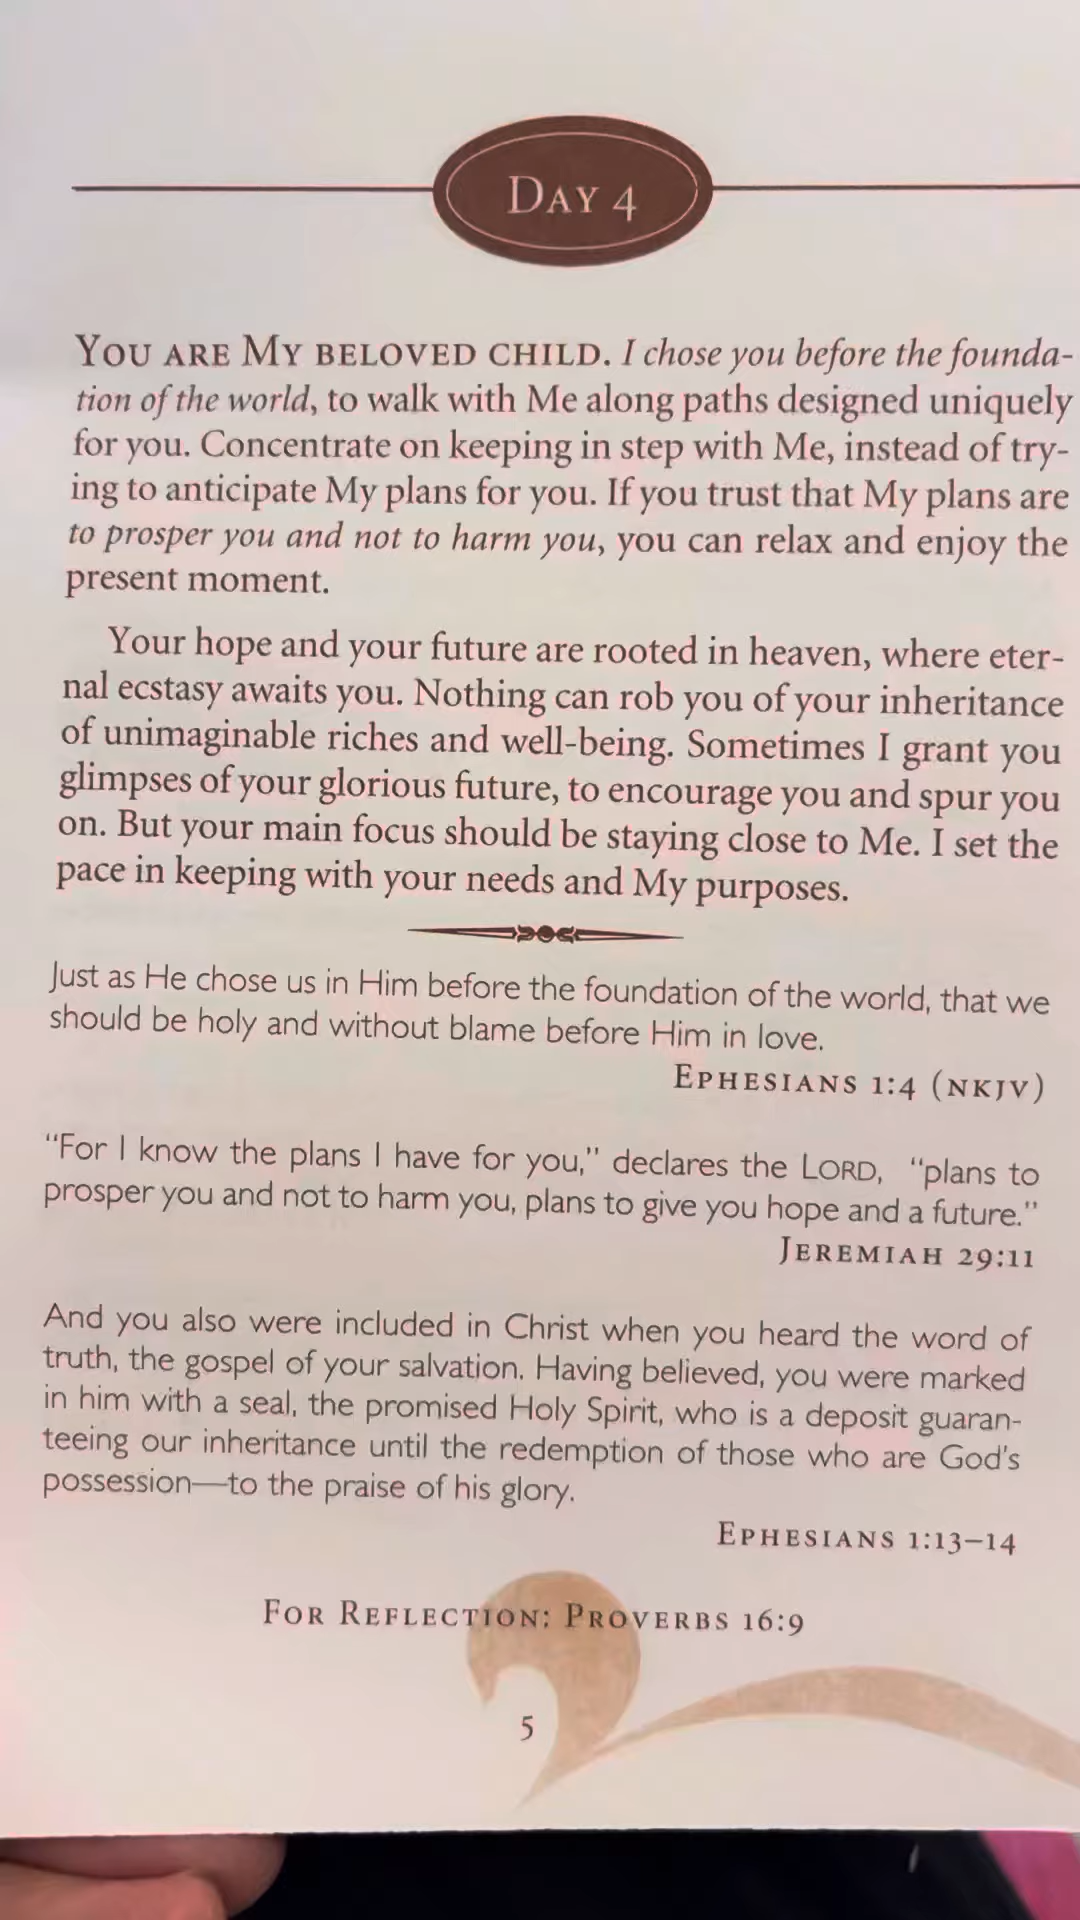 DAY 4
YOU ARE MY BELOVED CHILD. I chose you before the founda-
tion of the world, to walk with Me along paths designed uniquely
for you. Concentrate on keeping in step with Me, instead of try-
ing to anticipate My plans for you. If you trust that My plans are
to prosper you and not to harm you, you can relax and enjoy the
present moment.
Your hope and your future are rooted in heaven, where eter-
nal ecstasy awaits you. Nothing can rob you of your inheritance
of unimaginable riches and well-being. Sometimes I grant you
glimpses of your glorious future, to encourage you and spur you
on. But your main focus should be staying close to Me. I set the
pace in keeping with your needs and My purposes.
Just as He chose us in Him before the foundation of the world, that we
should be holy and without blame before Him in love.
EPHESIANS 1:4 (NKJV)
“For I know the plans I have for you,” declares the LORD, “plans to
prosper you and not to harm you, plans to give you hope and a future.”
JEREMIAH 29:11
And you also were included in Christ when you heard the word of
truth, the gospel of your salvation. Having believed, you were marked
in him with a seal, the promised Holy Spirit, who is a deposit guaran-
teeing our inheritance until the redemption of those who are God’s
possession—to the praise of his glory.
EPHESIANS 1:13–14
FOR REFLECTION: PROVERBS 16:9
5